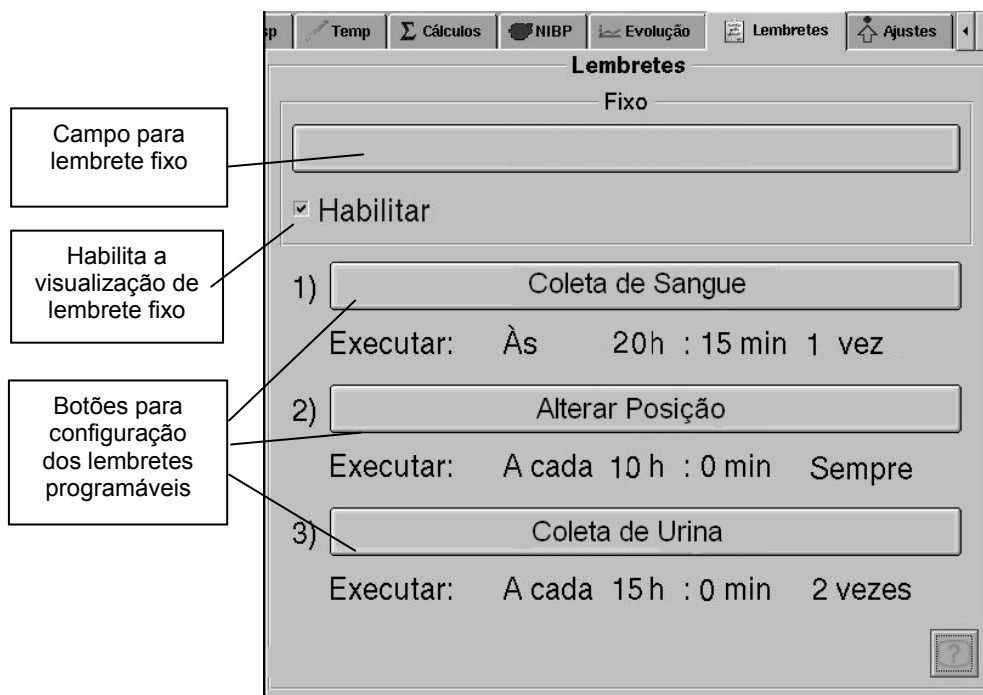 sp Temp Σ Cálculos NIBP Evolução Lembretes Ajustes
Lembretes
Fixo
Campo para
lembrete fixo
Habilitar
Habilita a
visualização de
lembrete fixo
1) Coleta de Sangue
Executar: Às 20h : 15 min 1 vez
Botões para
configuração
dos lembretes
programáveis
2) Alterar Posição
Executar: A cada 10 h : 0 min Sempre
3) Coleta de Urina
Executar: A cada 15 h : 0 min 2 vezes
?